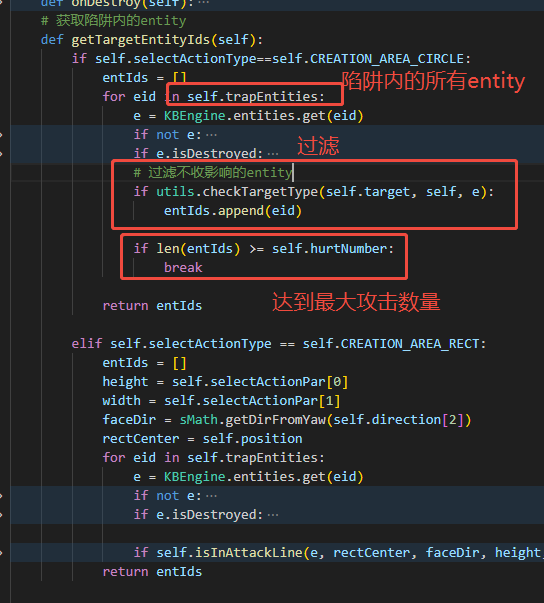 def onDestroy(self):…
# 获取陷阱内的entity
def getTargetEntityIds(self):
if self.selectActionType==self.CREATION_AREA_CIRCLE:
entIds = []
陷阱内的所有entity
for eid in self.trapEntities:
e = KBEngine.entities.get(eid)
if not e:…
过滤
if e.isDestroyed:…
# 过滤不收影响的entity
if utils.checkTargetType(self.target, self, e):
entIds.append(eid)
if len(entIds) >= self.hurtNumber:
break
达到最大攻击数量
return entIds
elif self.selectActionType == self.CREATION_AREA_RECT:
entIds = []
height = self.selectActionPar[0]
width = self.selectActionPar[1]
faceDir = sMath.getDirFromYaw(self.direction[2])
rectCenter = self.position
for eid in self.trapEntities:
e = KBEngine.entities.get(eid)
if not e:…
if e.isDestroyed:…
if self.isInAttackLine(e, rectCenter, faceDir, height,
return entIds